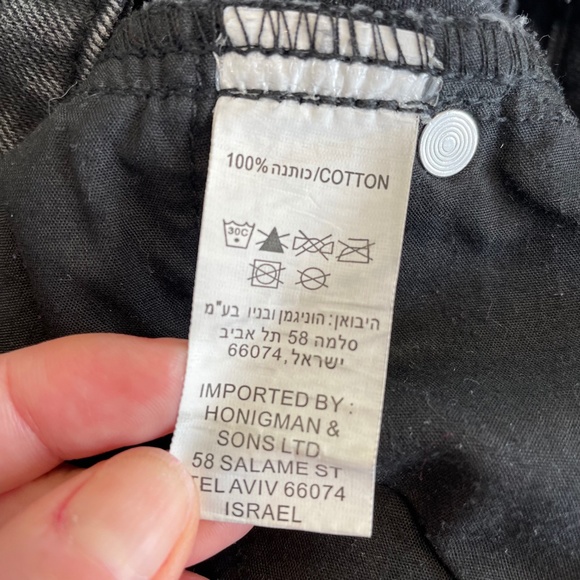 100% כותנה/COTTON
30C
היבואן: הוניגמן ובניו בע"מ
סלמה 58 תל אביב
ישראל, 66074
IMPORTED BY :
HONIGMAN &
SONS LTD
58 SALAME ST
TEL AVIV 66074
ISRAEL